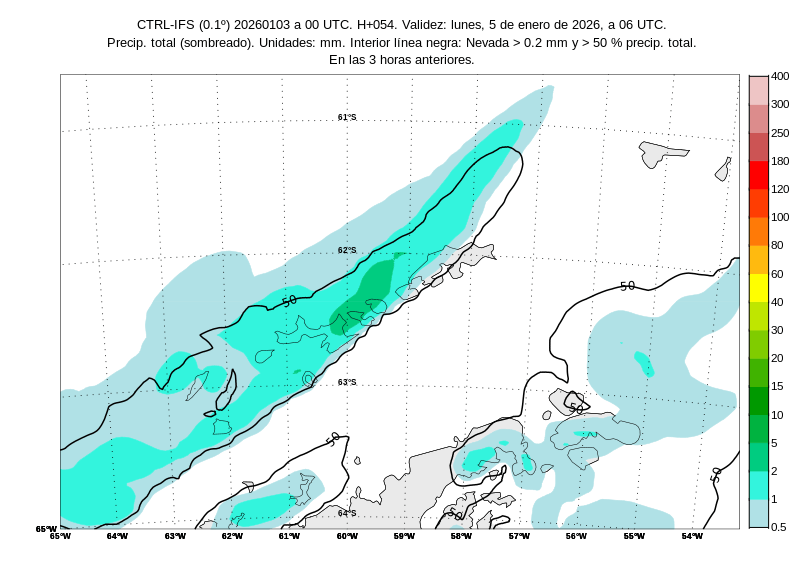 CTRL-IFS (0.1º) 20260103 a 00 UTC. H+054. Validez: lunes, 5 de enero de 2026, a 06 UTC.
Precip. total (sombreado). Unidades: mm. Interior línea negra: Nevada > 0.2 mm y > 50 % precip. total.
En las 3 horas anteriores.
400
300
250
200
180
120
100
80
60
40
30
20
15
10
5
2
1
0.5
61°S
62°S
63°S
64°S
65°W
50
50
50
50
50
50
65°W
64°W
63°W
62°W
61°W
60°W
59°W
58°W
57°W
56°W
55°W
54°W